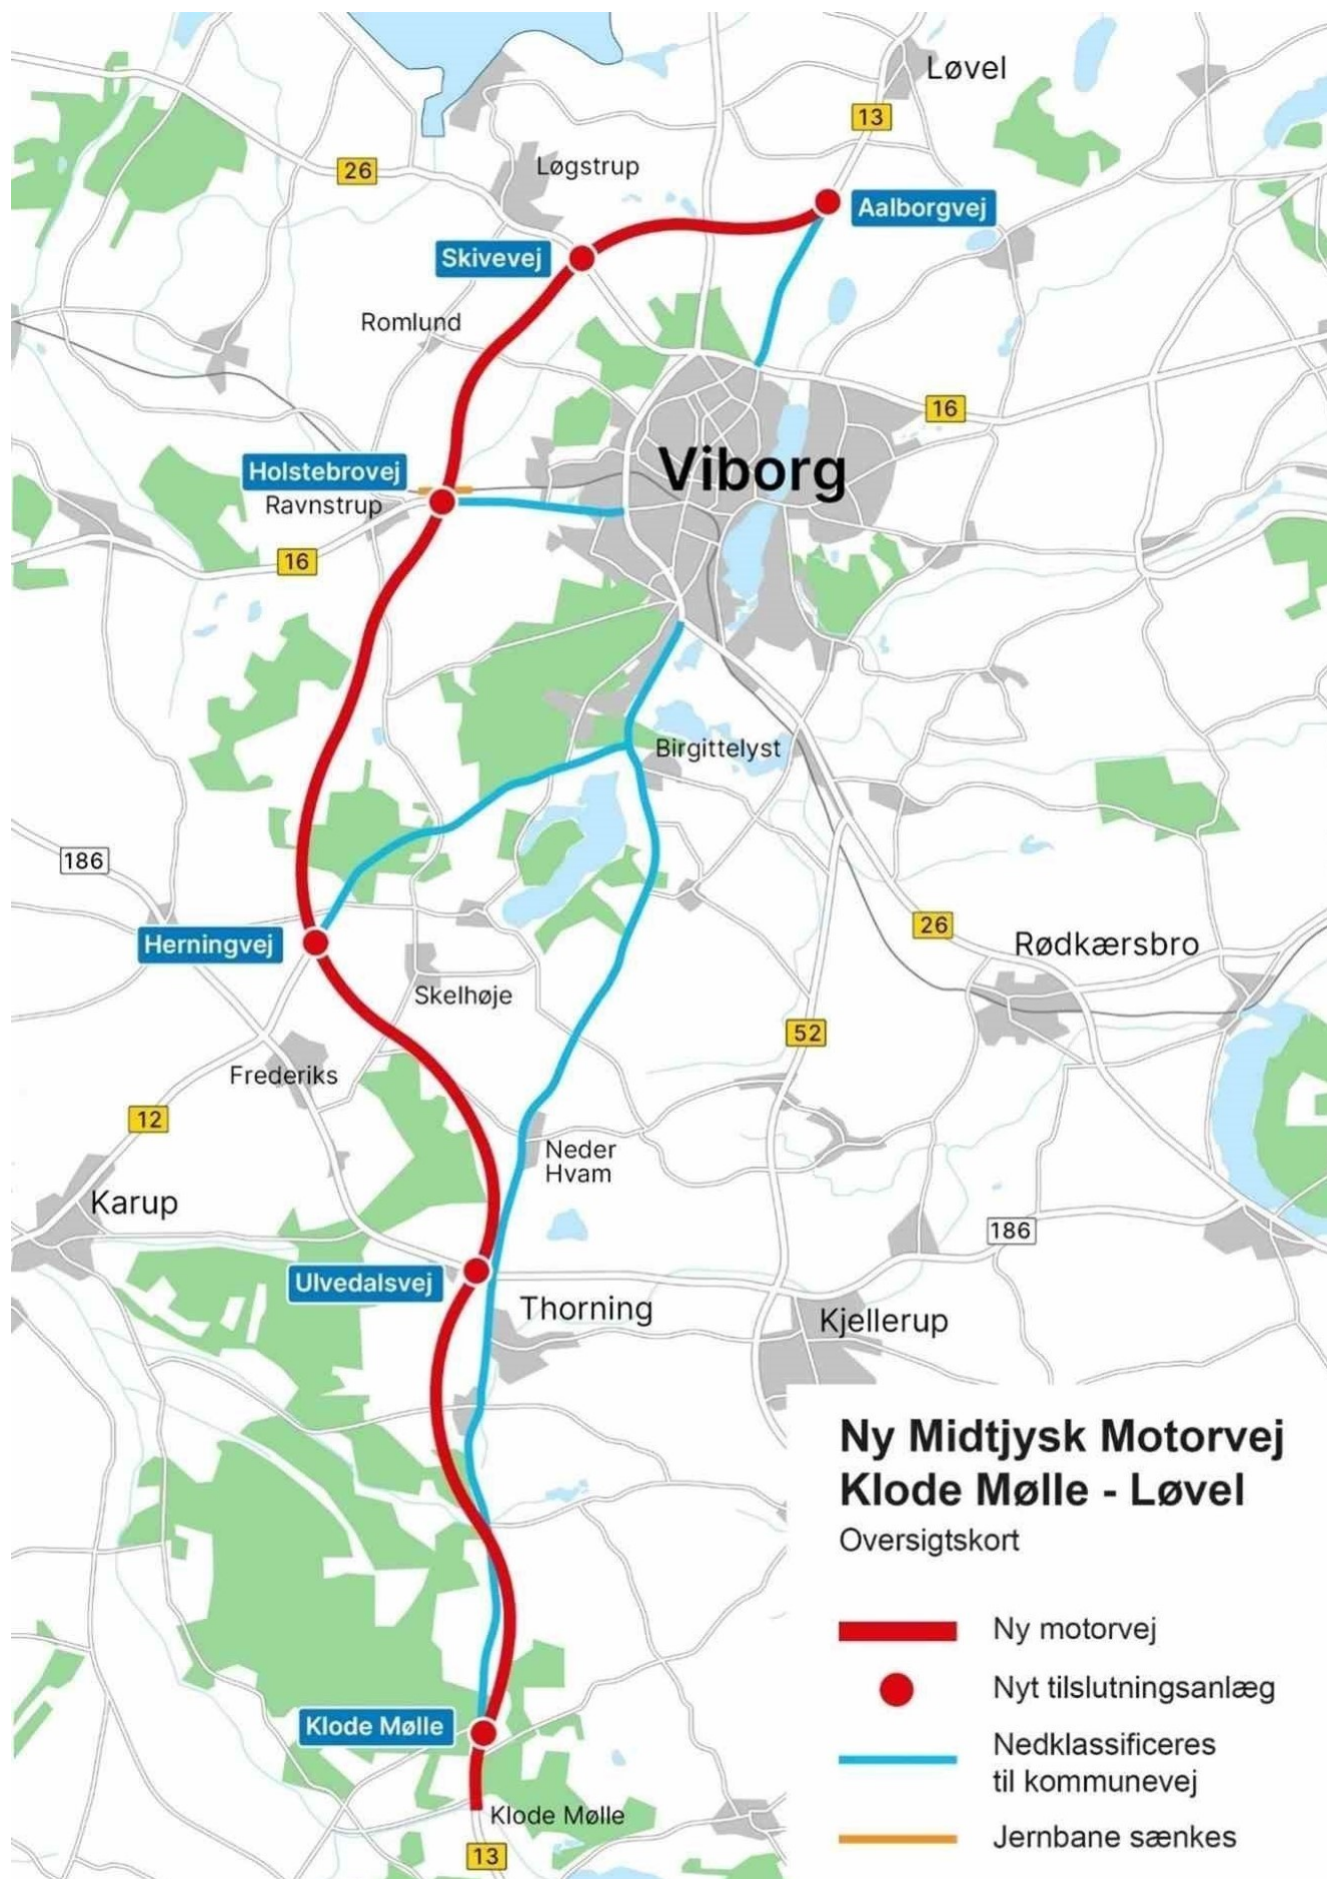 Løvel
13
26
Løgstrup
Aalborgvej
Skivevej
Romlund
16
Viborg
Holstebrovej
Ravnstrup
16
Birgittelyst
186
26
Herningvej
Rødkærsbro
Skelhøje
52
Frederiks
12
Neder
Hvam
Karup
186
Ulvedalsvej
Thorning
Kjellerup
Ny Midtjysk Motorvej
Klode Mølle - Løvel
Oversigtskort
Ny motorvej
Nyt tilslutningsanlæg
Klode Mølle
Nedklassificeres
til kommunevej
Klode Mølle
Jernbane sænkes
13